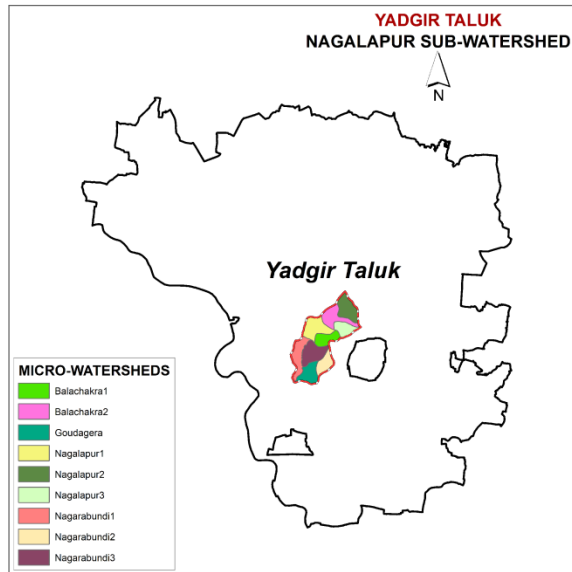 YADGIR TALUK
NAGALAPUR SUB-WATERSHED
N
Yadgir Taluk
MICRO-WATERSHEDS
Balachakra1
Balachakra2
Goudagera
Nagalapur1
Nagalapur2
Nagalapur3
Nagarabundi1
Nagarabundi2
Nagarabundi3